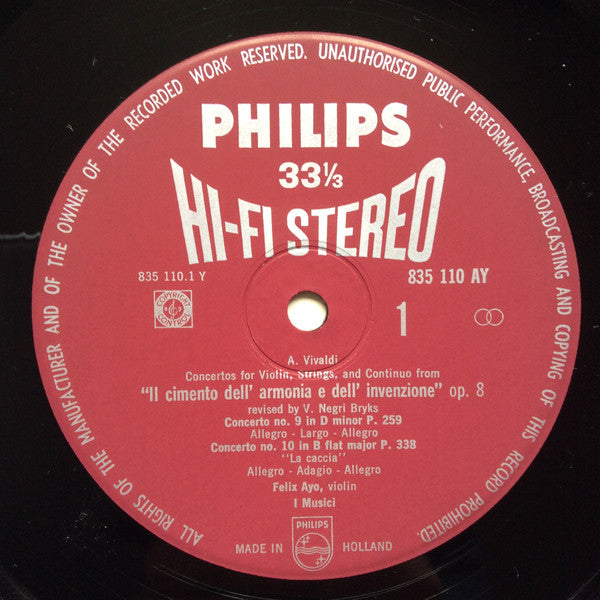 ALL RIGHTS OF THE MANUFACTURER AND OF THE OWNER OF THE RECORDED WORK RESERVED. UNAUTHORISED PUBLIC PERFORMANCE, BROADCASTING AND COPYING OF THIS RECORD PROHIBITED.
PHILIPS
33⅓
HI-FI STEREO
835 110.1 Y
835 110 AY
COPYRIGHT
CONTROL
1
A. Vivaldi
Concertos for Violin, Strings, and Continuo from
"Il cimento dell' armonia e dell' invenzione" op. 8
revised by V. Negri Bryks
Concerto no. 9 in D minor P. 259
Allegro - Largo - Allegro
Concerto no. 10 in B flat major P. 338
"La caccia"
Allegro - Adagio - Allegro
Felix Ayo, violin
I Musici
PHILIPS
MADE IN HOLLAND